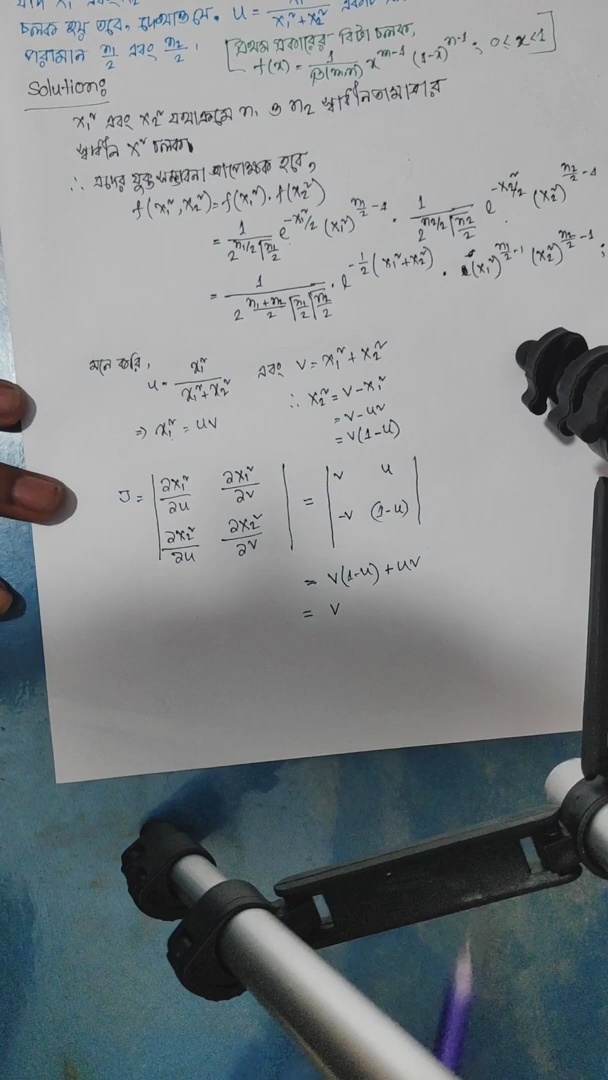 চলক হয় তবে, দেখাও যে, u = x₁²/(x₁²+x₂²) একটি
পরামান n₁/2 এবং n₂/2 । [প্রথম প্রকারের বিটা চলক,
f(x) = 1/β(m,n) x^(m-1) (1-x)^(n-1) ; 0<x<1]
Solution:
x₁² এবং x₂² যথাক্রমে n₁ ও n₂ স্বাধীনতামাত্রার
স্বাধীন x² চলক।
∴ এদের যুক্ত সম্ভাবনা অপেক্ষক হবে,
f(x₁², x₂²) = f(x₁²) . f(x₂²)
= 1/(2^(n₁/2) Γ(n₁/2)) e^(-x₁²/2) (x₁²)^(n₁/2 -1) . 1/(2^(n₂/2) Γ(n₂/2)) e^(-x₂²/2) (x₂²)^(n₂/2 -1)
= 1/(2^((n₁+n₂)/2) Γ(n₁/2) Γ(n₂/2)) . e^(-1/2 (x₁²+x₂²)) . (x₁²)^(n₁/2 -1) (x₂²)^(n₂/2 -1) ;
মনে করি, u = x₁²/(x₁²+x₂²) এবং v = x₁² + x₂²
⇒ x₁² = uv ∴ x₂² = v - x₁²
= v - uv
= v(1-u)
J = |∂x₁²/∂u ∂x₁²/∂v| = |v u|
|∂x₂²/∂u ∂x₂²/∂v| |-v (1-u)|
= v(1-u) + uv
= v